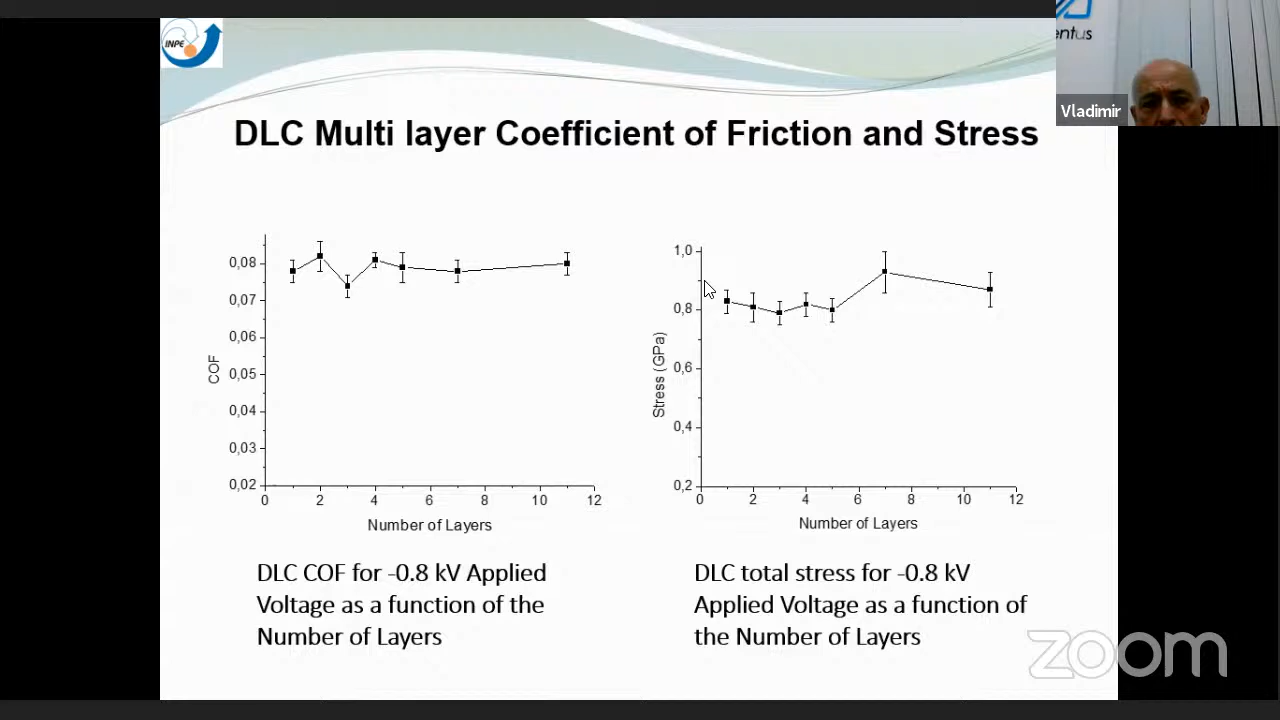 INPE
entus
Vladimir
DLC Multi layer Coefficient of Friction and Stress
0,08
0,07
0,06
0,05
0,04
0,03
0,02
COF
0 2 4 6 8 10 12
Number of Layers
1,0
0,8
0,6
0,4
0,2
Stress (GPa)
0 2 4 6 8 10 12
Number of Layers
DLC COF for -0.8 kV Applied
Voltage as a function of the
Number of Layers
DLC total stress for -0.8 kV
Applied Voltage as a function of
the Number of Layers
zoom